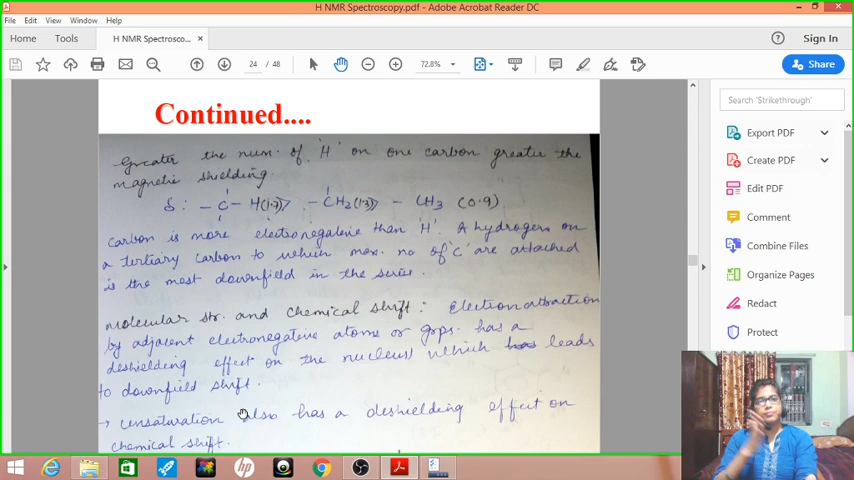 H NMR Spectroscopy.pdf - Adobe Acrobat Reader DC
File Edit View Window Help
Home Tools H NMR Spectrosco... × Sign In
24 / 48 72.8% Share
Continued....
Greater the num. of 'H' on one carbon greater the
magnetic shielding.
δ: - C - H(1.7) > - CH2(1.3) > - CH3 (0.9)
Carbon is more electronegative than 'H'. A hydrogen on
a tertiary carbon to which max. no of 'C' are attached
is the most downfield in the series.
Molecular str. and chemical shift: Electron attraction
by adjacent electronegative atoms or grps. has a
deshielding effect on the nucleus which leads
to downfield shift.
→ unsaturation also has a deshielding effect on
chemical shift.
Search 'Strikethrough'
Export PDF
Create PDF
Edit PDF
Comment
Combine Files
Organize Pages
Redact
Protect
hp